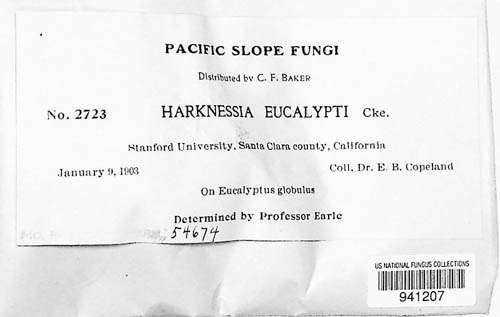 PACIFIC SLOPE FUNGI
Distributed by C. F. BAKER
No. 2723 HARKNESSIA EUCALYPTI Cke.
Stanford University, Santa Clara county, California
January 9, 1903 Coll. Dr. E. B. Copeland
On Eucalyptus globulus
Determined by Professor Earle
54674
US NATIONAL FUNGUS COLLECTIONS
941207